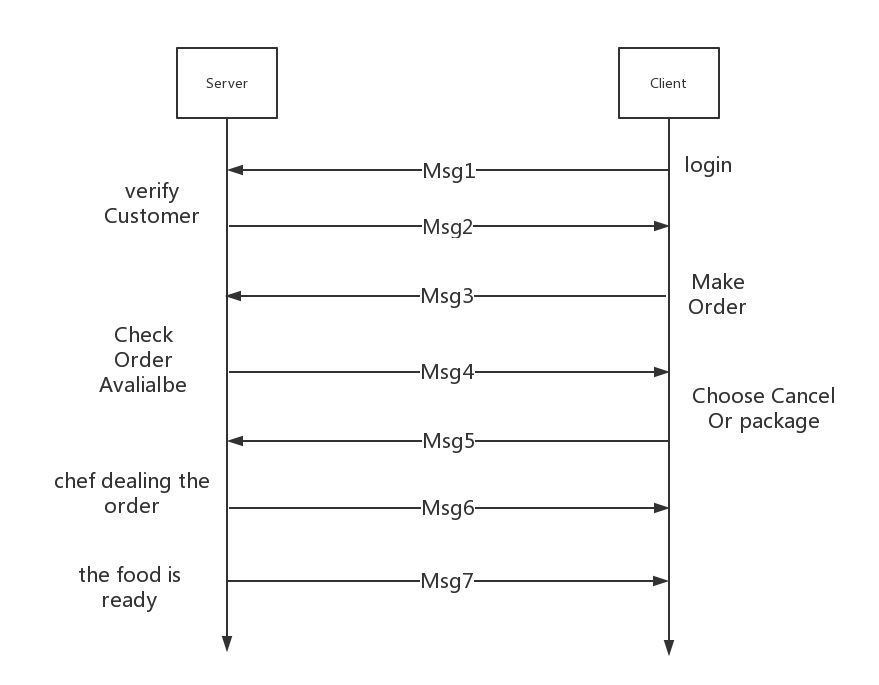 Server
Client
Msg1
login
verify
Customer
Msg2
Make
Order
Msg3
Check
Order
Avalialbe
Msg4
Choose Cancel
Or package
Msg5
chef dealing the
order
Msg6
the food is
ready
Msg7